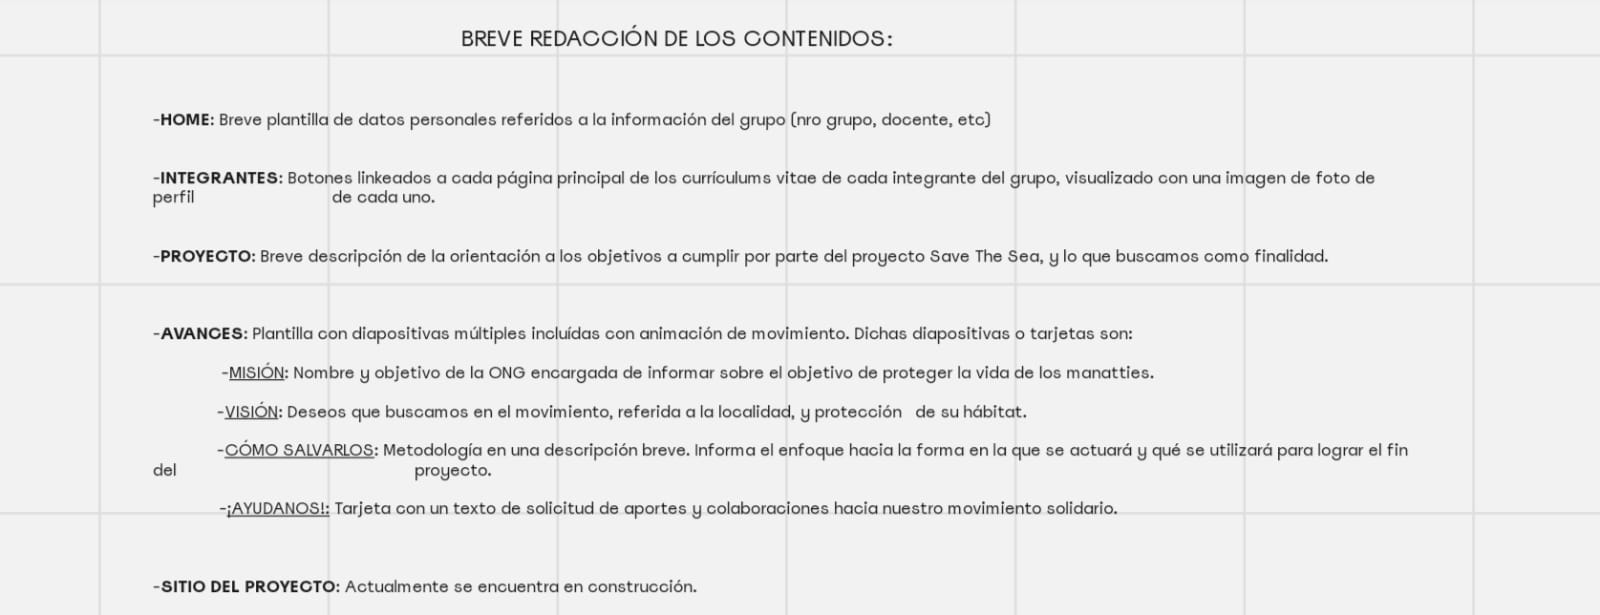 BREVE REDACCIÓN DE LOS CONTENIDOS:
-HOME: Breve plantilla de datos personales referidos a la información del grupo (nro grupo, docente, etc)
-INTEGRANTES: Botones linkeados a cada página principal de los currículums vitae de cada integrante del grupo, visualizado con una imagen de foto de
perfil de cada uno.
-PROYECTO: Breve descripción de la orientación a los objetivos a cumplir por parte del proyecto Save The Sea, y lo que buscamos como finalidad.
-AVANCES: Plantilla con diapositivas múltiples incluídas con animación de movimiento. Dichas diapositivas o tarjetas son:
-MISIÓN: Nombre y objetivo de la ONG encargada de informar sobre el objetivo de proteger la vida de los manatties.
-VISIÓN: Deseos que buscamos en el movimiento, referida a la localidad, y protección de su hábitat.
-CÓMO SALVARLOS: Metodología en una descripción breve. Informa el enfoque hacia la forma en la que se actuará y qué se utilizará para lograr el fin
del proyecto.
-¡AYUDANOS!: Tarjeta con un texto de solicitud de aportes y colaboraciones hacia nuestro movimiento solidario.
-SITIO DEL PROYECTO: Actualmente se encuentra en construcción.